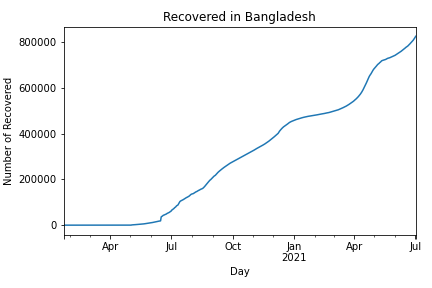 Recovered in Bangladesh
Number of Recovered
800000
600000
400000
200000
0
Apr
Jul
Oct
Jan
2021
Apr
Jul
Day